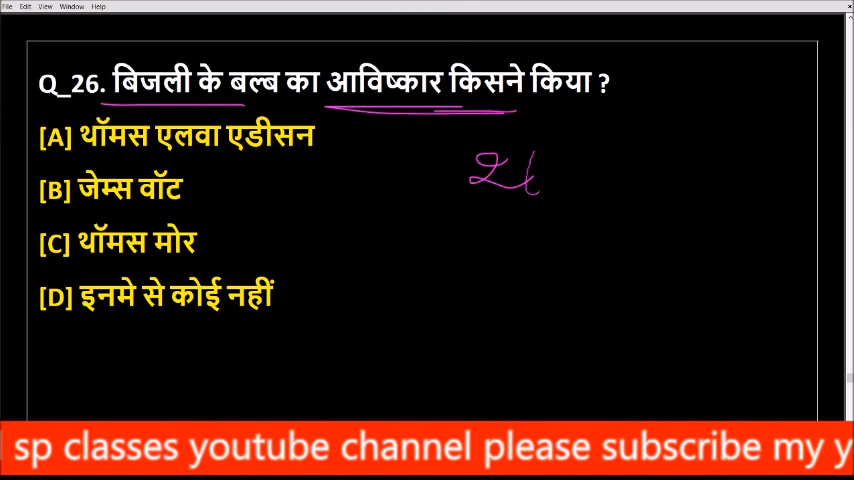 File Edit View Window Help
Q_26. बिजली के बल्ब का आविष्कार किसने किया ?
[A] थॉमस एलवा एडीसन
[B] जेम्स वॉट
[C] थॉमस मोर
[D] इनमे से कोई नहीं
sp classes youtube channel please subscribe my y